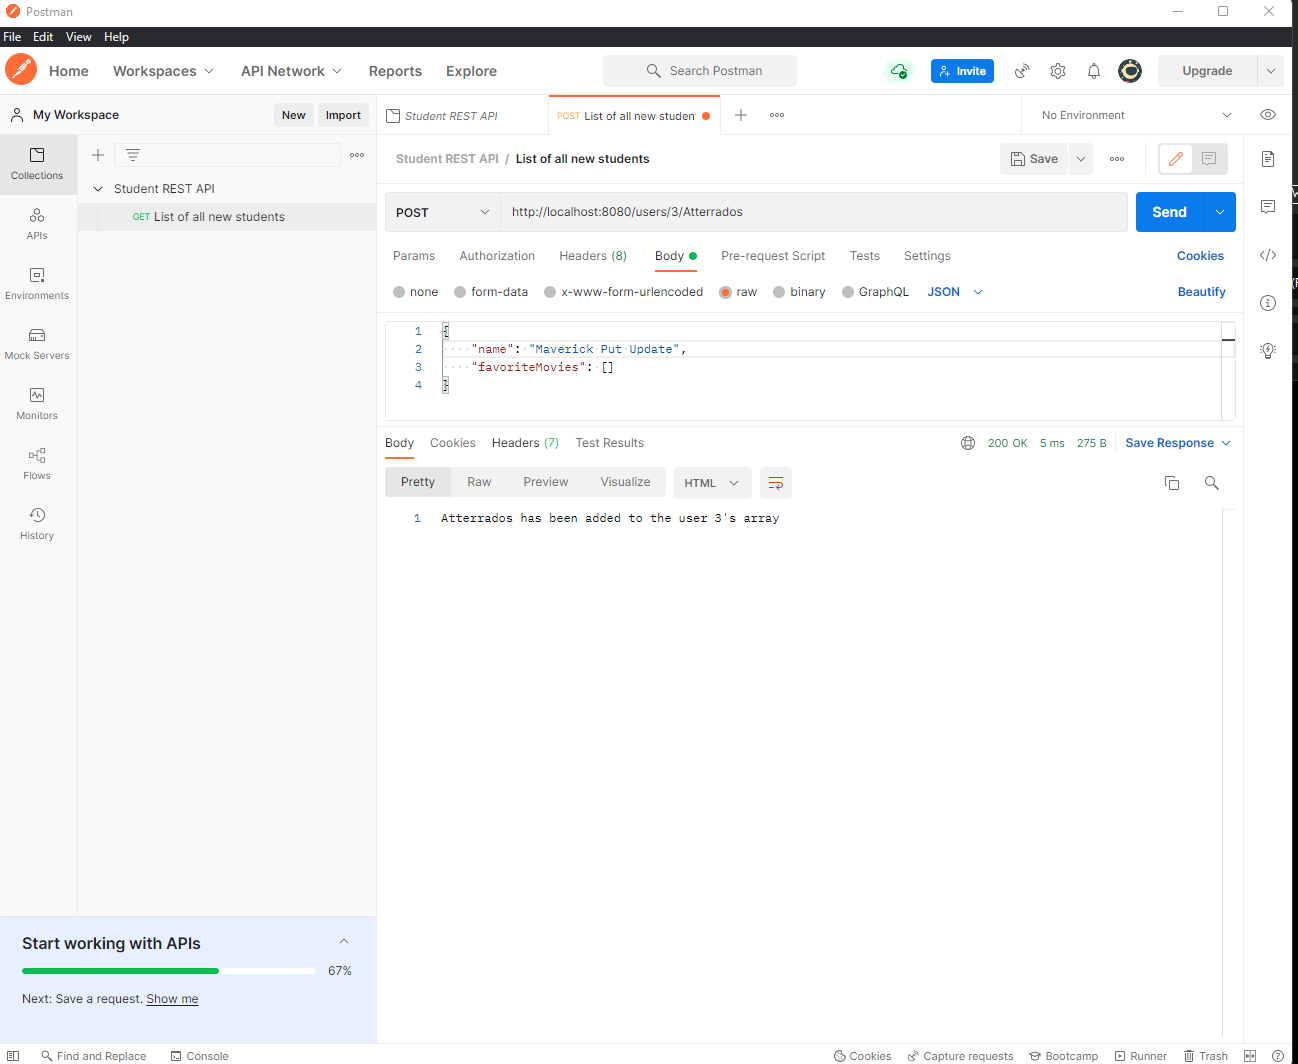 Postman
File Edit View Help
Home Workspaces API Network Reports Explore Search Postman Invite Upgrade
My Workspace New Import Student REST API POST List of all new studen No Environment
Student REST API / List of all new students Save
Collections
Student REST API
GET List of all new students
POST http://localhost:8080/users/3/Atterrados Send
APIs
Params Authorization Headers (8) Body Pre-request Script Tests Settings Cookies
Environments
none form-data x-www-form-urlencoded raw binary GraphQL JSON Beautify
1 {
2 "name": "Maverick Put Update",
3 "favoriteMovies": []
4 }
Mock Servers
Monitors
Flows
History
Body Cookies Headers (7) Test Results 200 OK 5 ms 275 B Save Response
Pretty Raw Preview Visualize HTML
1 Atterrados has been added to the user 3's array
Start working with APIs
67%
Next: Save a request. Show me
Find and Replace Console Cookies Capture requests Bootcamp Runner Trash